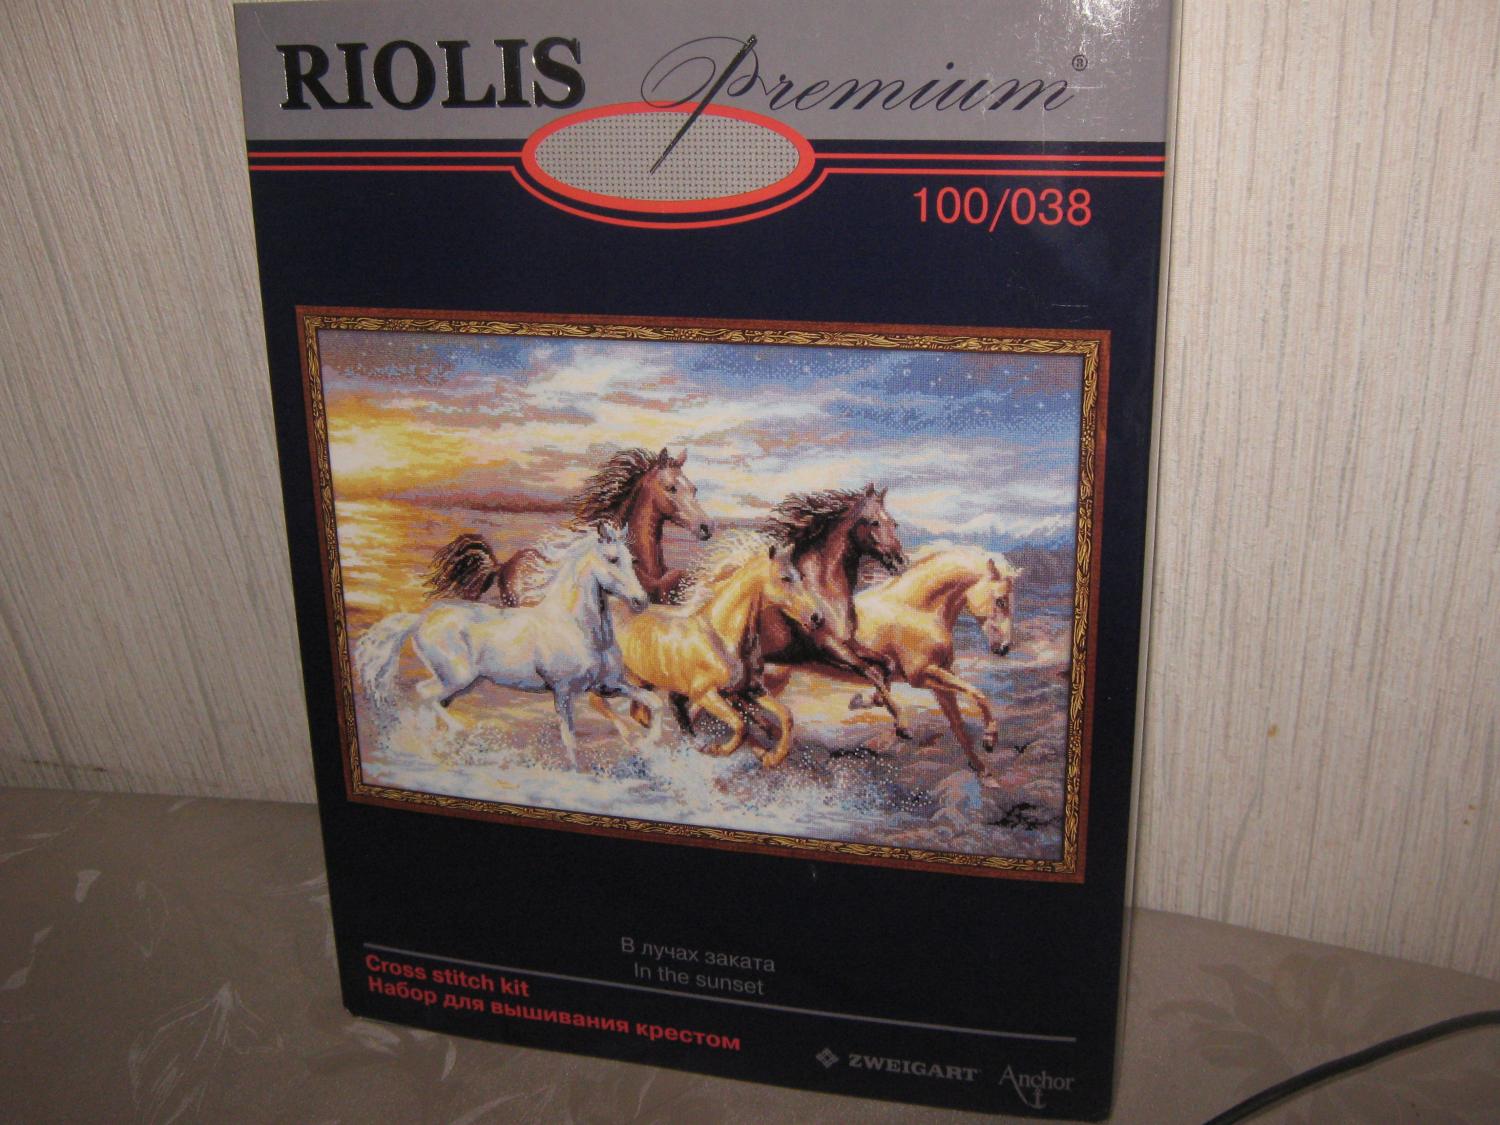 RIOLIS Premium®
100/038
В лучах заката
In the sunset
Cross stitch kit
Набор для вышивания крестом
ZWEIGART Anchor